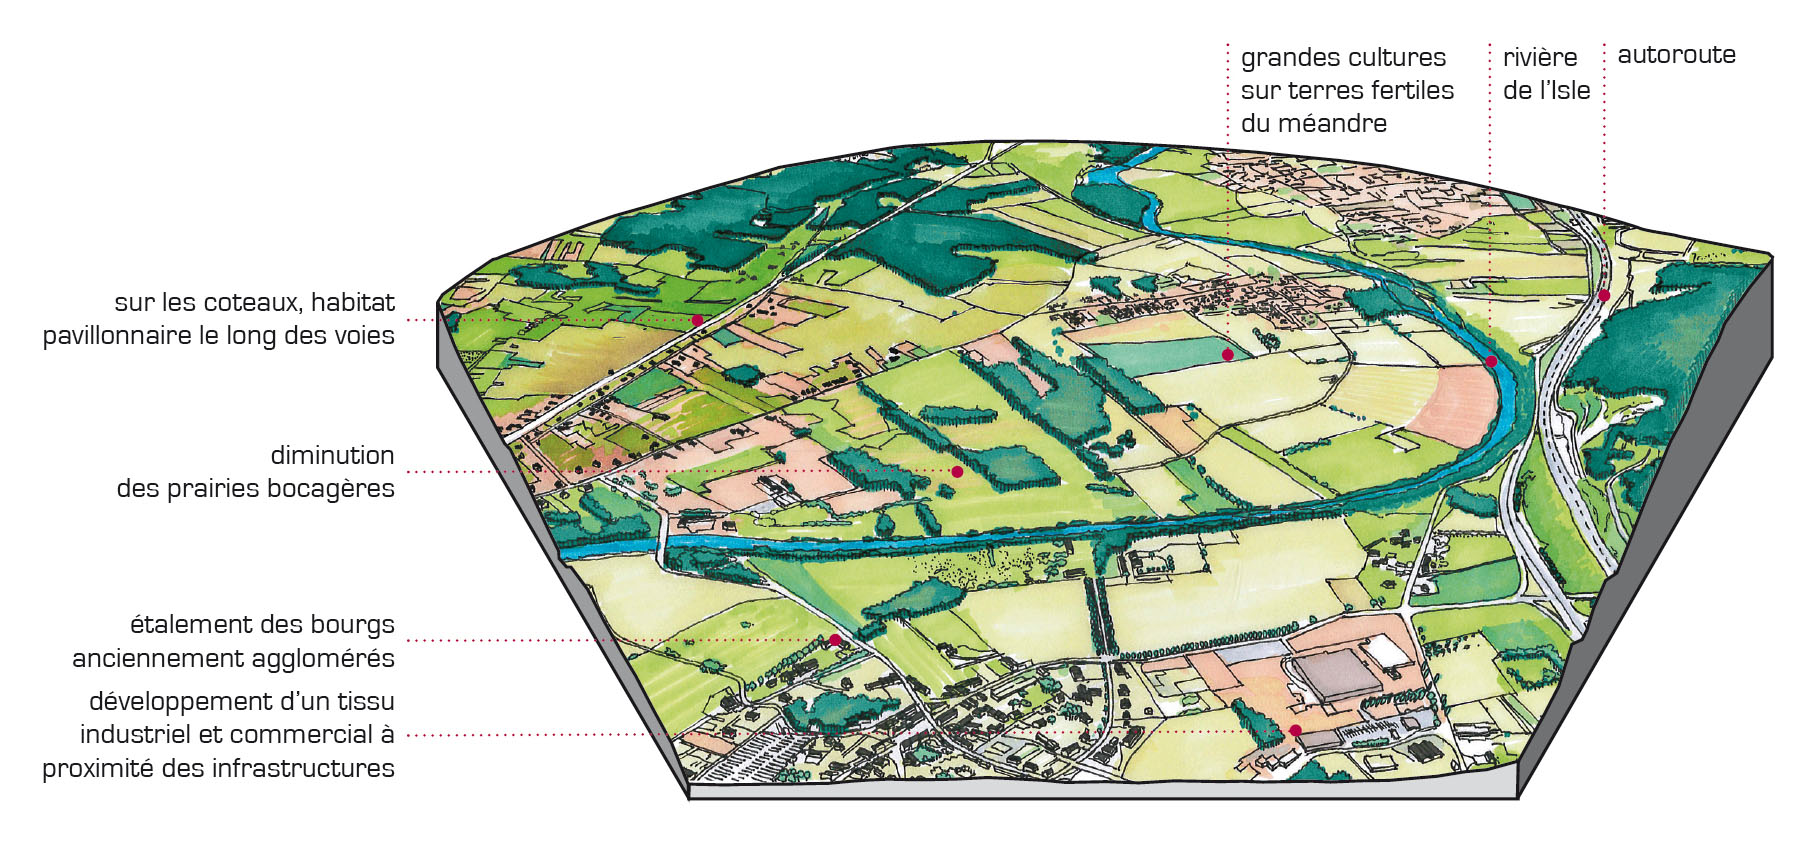 grandes cultures
sur terres fertiles
du méandre
rivière
de l'Isle
autoroute
sur les coteaux, habitat
pavillonnaire le long des voies
diminution
des prairies bocagères
étalement des bourgs
anciennement agglomérés
développement d'un tissu
industriel et commercial à
proximité des infrastructures